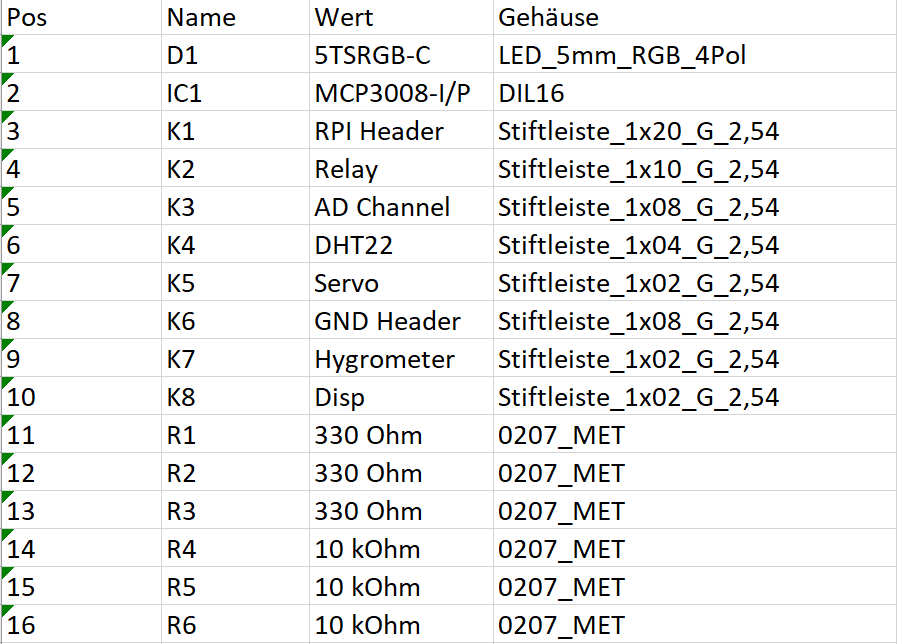 Pos Name Wert Gehäuse
1 D1 5TSRGB-C LED_5mm_RGB_4Pol
2 IC1 MCP3008-I/P DIL16
3 K1 RPI Header Stiftleiste_1x20_G_2,54
4 K2 Relay Stiftleiste_1x10_G_2,54
5 K3 AD Channel Stiftleiste_1x08_G_2,54
6 K4 DHT22 Stiftleiste_1x04_G_2,54
7 K5 Servo Stiftleiste_1x02_G_2,54
8 K6 GND Header Stiftleiste_1x08_G_2,54
9 K7 Hygrometer Stiftleiste_1x02_G_2,54
10 K8 Disp Stiftleiste_1x02_G_2,54
11 R1 330 Ohm 0207_MET
12 R2 330 Ohm 0207_MET
13 R3 330 Ohm 0207_MET
14 R4 10 kOhm 0207_MET
15 R5 10 kOhm 0207_MET
16 R6 10 kOhm 0207_MET